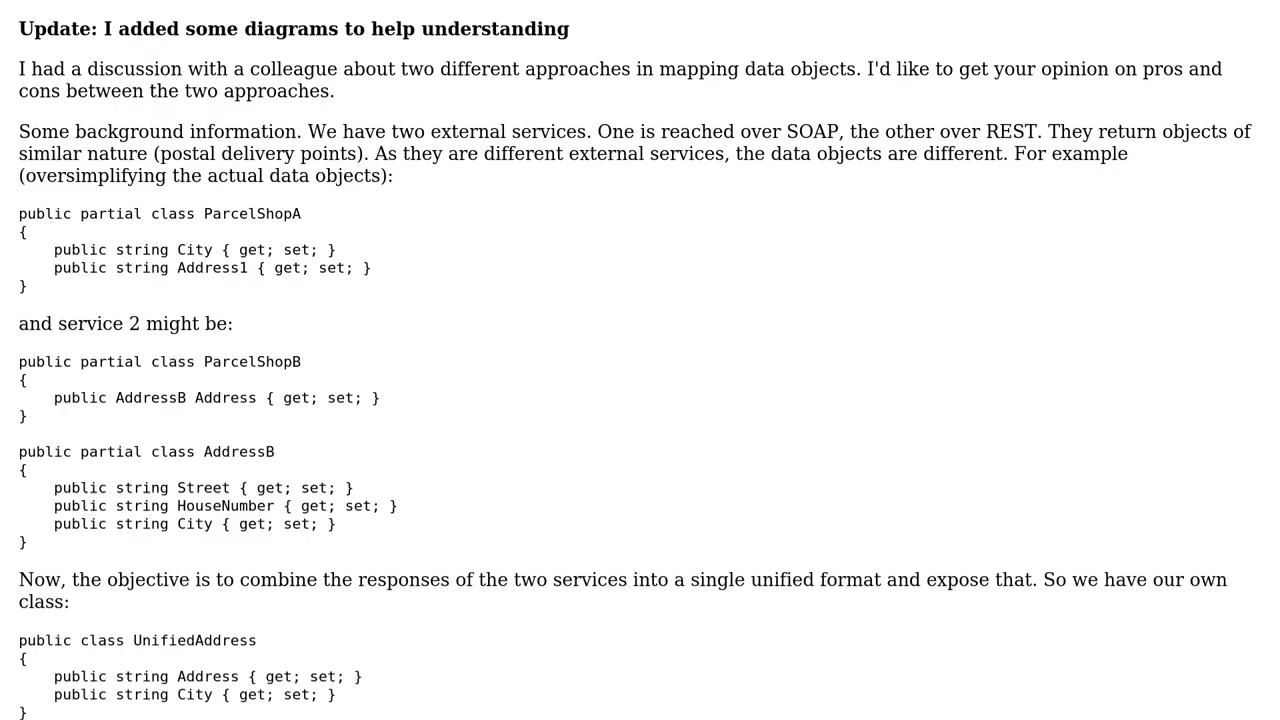 Update: I added some diagrams to help understanding
I had a discussion with a colleague about two different approaches in mapping data objects. I'd like to get your opinion on pros and
cons between the two approaches.
Some background information. We have two external services. One is reached over SOAP, the other over REST. They return objects of
similar nature (postal delivery points). As they are different external services, the data objects are different. For example
(oversimplifying the actual data objects):
public partial class ParcelShopA
{
    public string City { get; set; }
    public string Address1 { get; set; }
}
and service 2 might be:
public partial class ParcelShopB
{
    public AddressB Address { get; set; }
}
public partial class AddressB
{
    public string Street { get; set; }
    public string HouseNumber { get; set; }
    public string City { get; set; }
}
Now, the objective is to combine the responses of the two services into a single unified format and expose that. So we have our own
class:
public class UnifiedAddress
{
    public string Address { get; set; }
    public string City { get; set; }
}